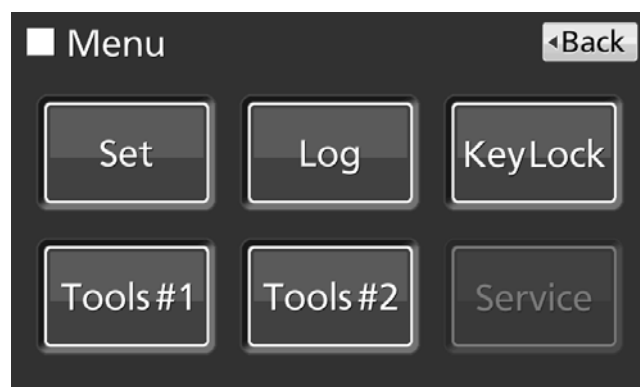 Menu
◂Back
Set
Log
KeyLock
Tools#1
Tools#2
Service